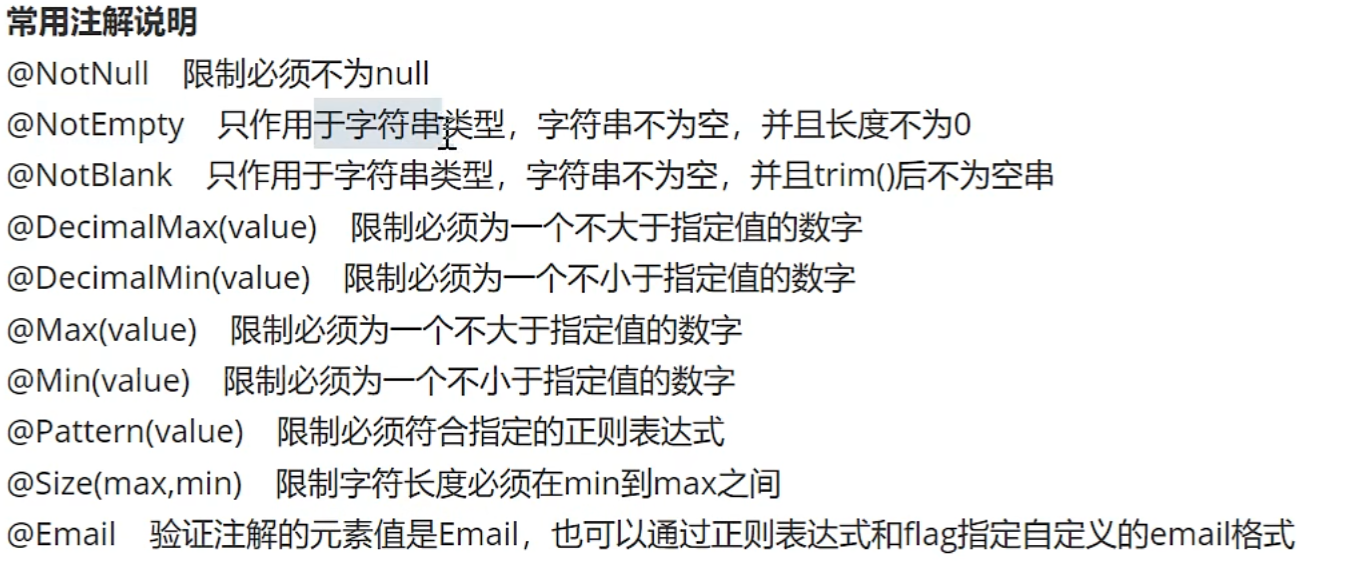 常用注解说明
@NotNull 限制必须不为null
@NotEmpty 只作用于字符串类型，字符串不为空，并且长度不为0
@NotBlank 只作用于字符串类型，字符串不为空，并且trim()后不为空串
@DecimalMax(value) 限制必须为一个不大于指定值的数字
@DecimalMin(value) 限制必须为一个不小于指定值的数字
@Max(value) 限制必须为一个不大于指定值的数字
@Min(value) 限制必须为一个不小于指定值的数字
@Pattern(value) 限制必须符合指定的正则表达式
@Size(max,min) 限制字符长度必须在min到max之间
@Email 验证注解的元素值是Email，也可以通过正则表达式和flag指定自定义的email格式